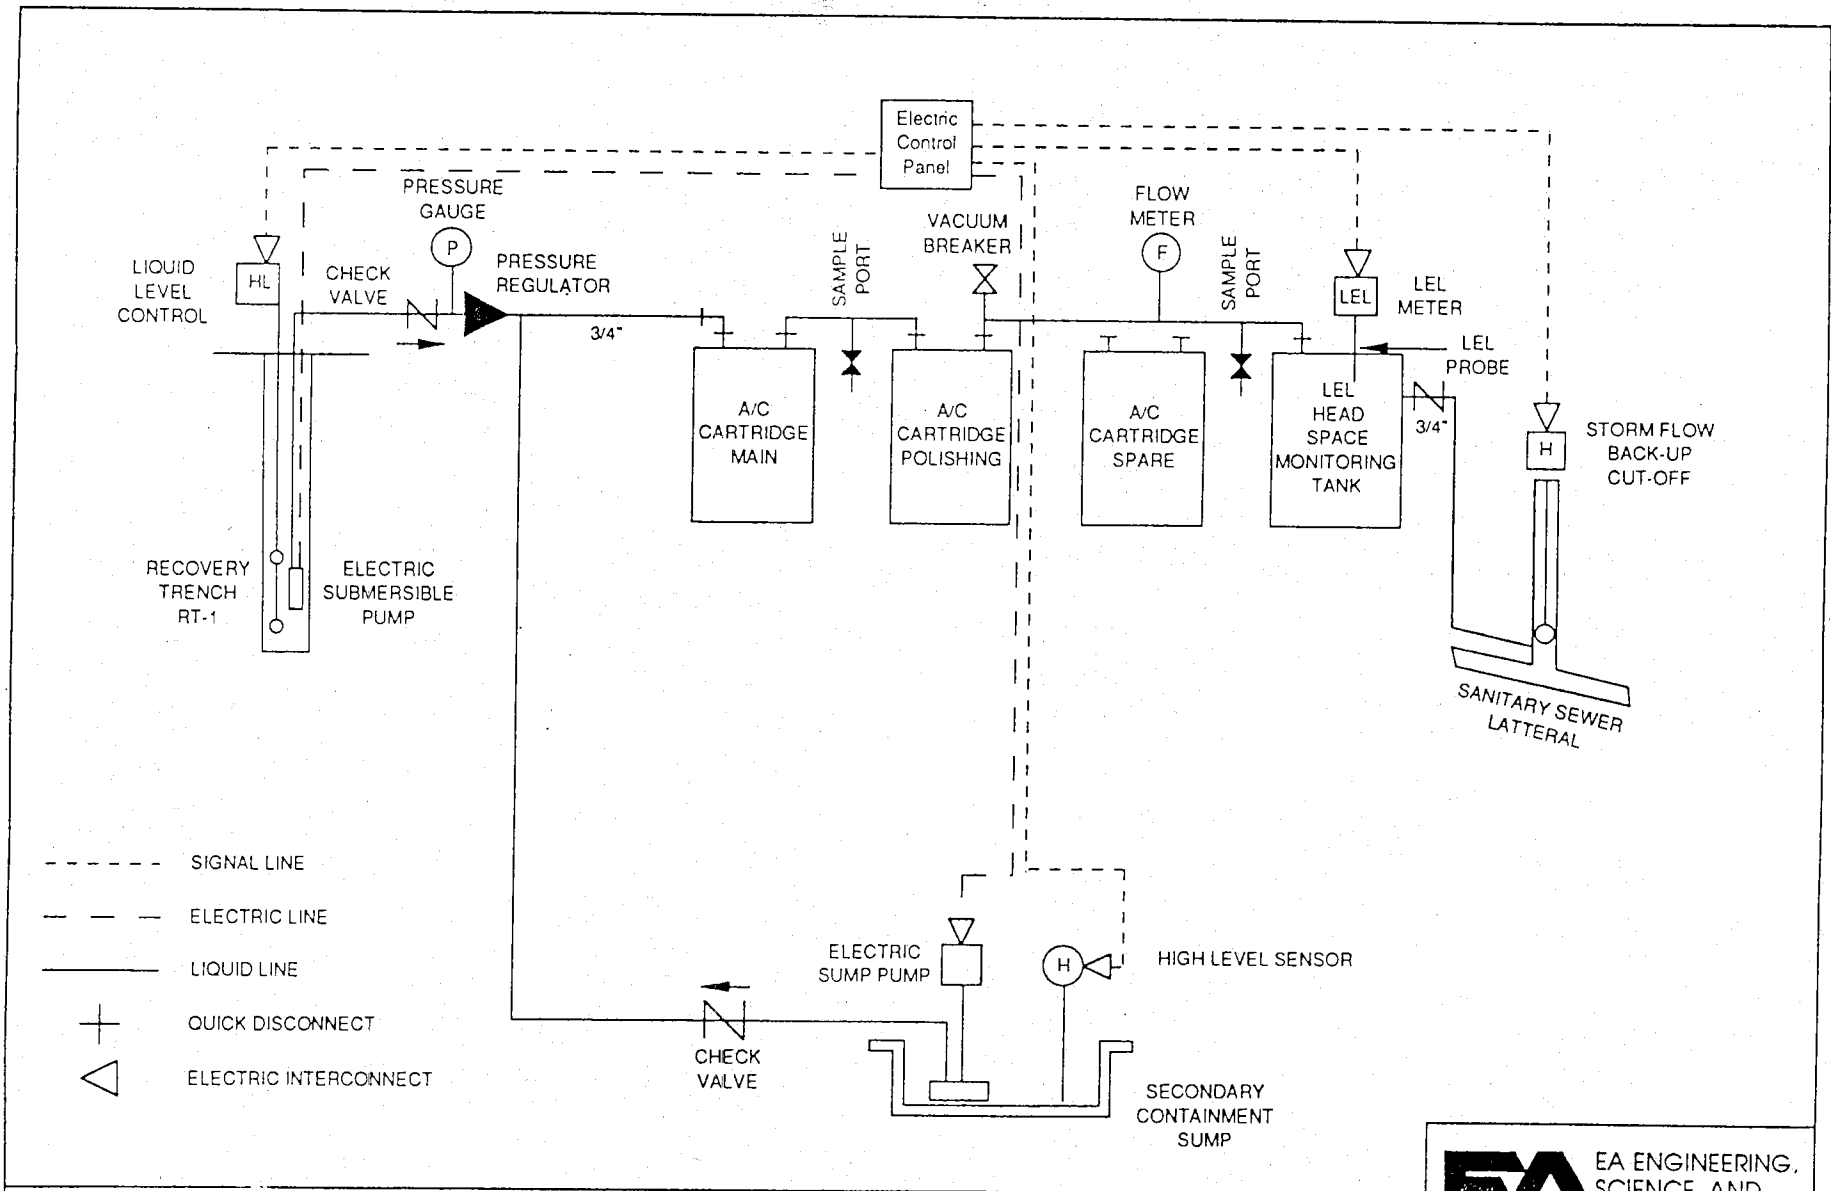 Electric
Control
Panel
PRESSURE
GAUGE
P
LIQUID
LEVEL
CONTROL
HL
CHECK
VALVE
PRESSURE
REGULATOR
3/4"
SAMPLE
PORT
VACUUM
BREAKER
FLOW
METER
F
SAMPLE
PORT
LEL
LEL
METER
LEL
PROBE
A/C
CARTRIDGE
MAIN
A/C
CARTRIDGE
POLISHING
A/C
CARTRIDGE
SPARE
LEL
HEAD
SPACE
MONITORING
TANK
3/4"
H
STORM FLOW
BACK-UP
CUT-OFF
RECOVERY
TRENCH
RT-1
ELECTRIC
SUBMERSIBLE
PUMP
SANITARY SEWER
LATTERAL
SIGNAL LINE
ELECTRIC LINE
LIQUID LINE
QUICK DISCONNECT
ELECTRIC INTERCONNECT
ELECTRIC
SUMP PUMP
H
HIGH LEVEL SENSOR
CHECK
VALVE
SECONDARY
CONTAINMENT
SUMP
EA
EA ENGINEERING,
SCIENCE, AND